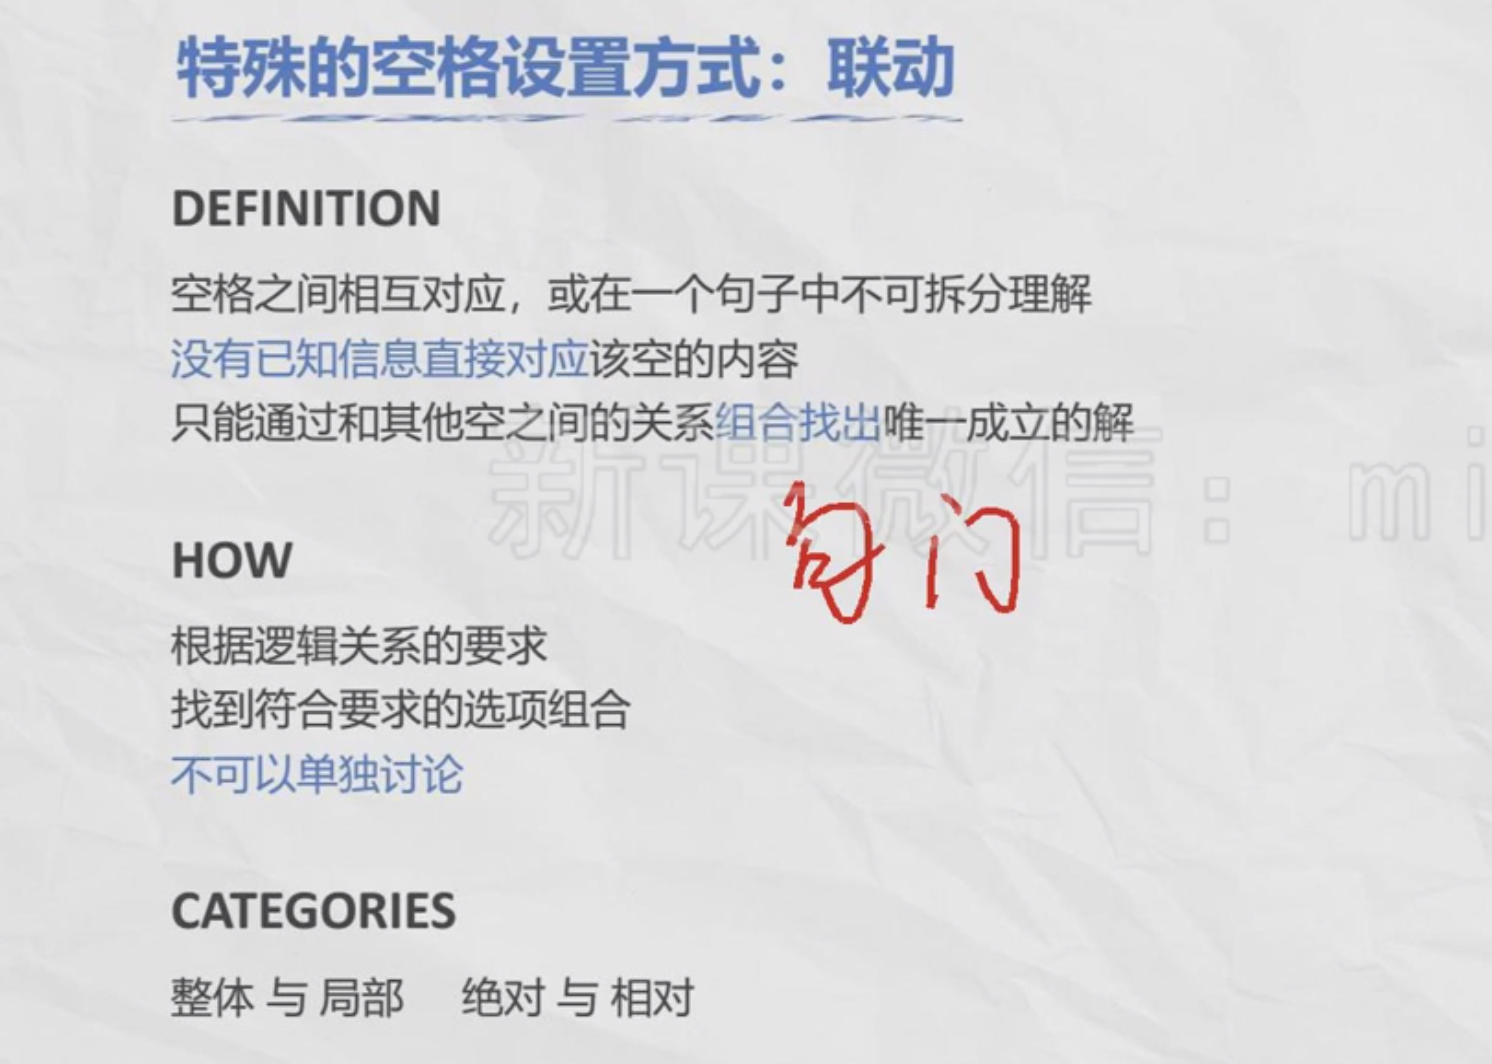 特殊的空格设置方式：联动
DEFINITION
空格之间相互对应，或在一个句子中不可拆分理解
没有已知信息直接对应该空的内容
只能通过和其他空之间的关系组合找出唯一成立的解
新课微信：mi
句门
HOW
根据逻辑关系的要求
找到符合要求的选项组合
不可以单独讨论
CATEGORIES
整体 与 局部 绝对 与 相对